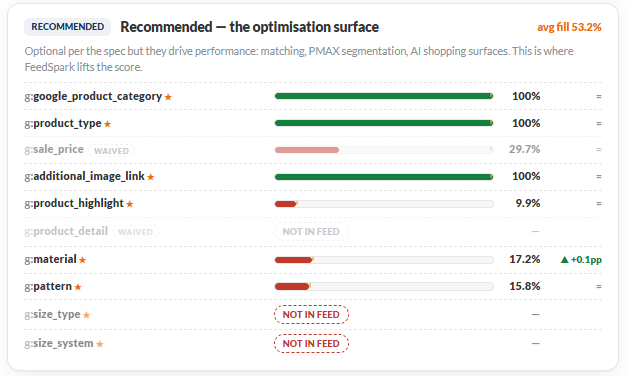 RECOMMENDED Recommended — the optimisation surface avg fill 53.2%
Optional per the spec but they drive performance: matching, PMAX segmentation, AI shopping surfaces. This is where
FeedSpark lifts the score.
g:google_product_category ★ 100% =
g:product_type ★ 100% =
g:sale_price WAIVED 29.7% =
g:additional_image_link ★ 100% =
g:product_highlight ★ 9.9% =
g:product_detail WAIVED NOT IN FEED —
g:material ★ 17.2% ▲ +0.1pp
g:pattern ★ 15.8% =
g:size_type ★ NOT IN FEED —
g:size_system ★ NOT IN FEED —